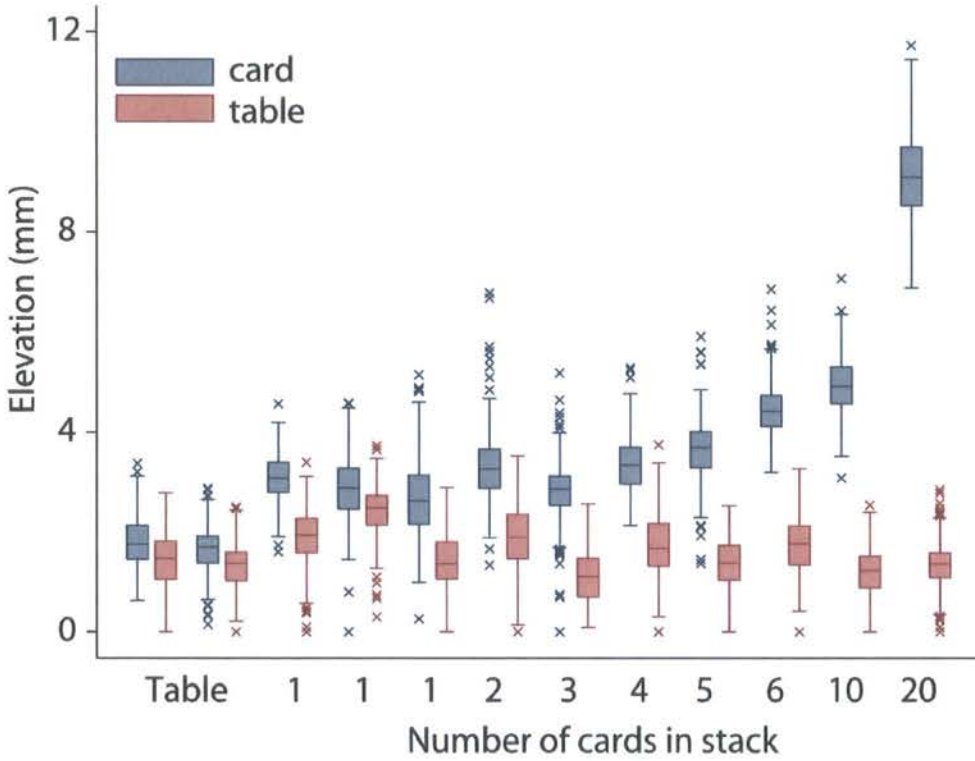 12
card
table
8
4
0
Elevation (mm)
Table 1 1 1 2 3 4 5 6 10 20
Number of cards in stack